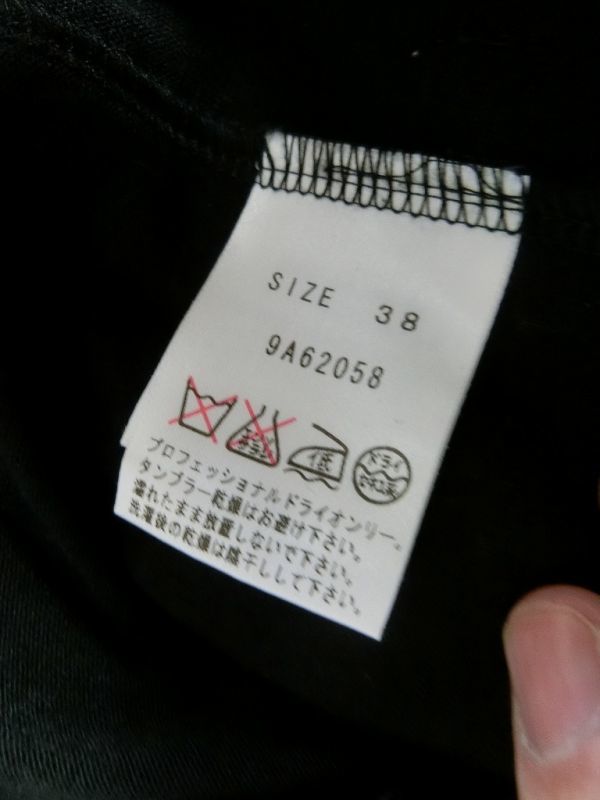 SIZE 38
9A62058
低 ドライ
プロフェッショナルドライオンリー。
タンブラー乾燥はお避け下さい。
濡れたまま放置しないで下さい。
洗濯後の乾燥は陰干しして下さい。